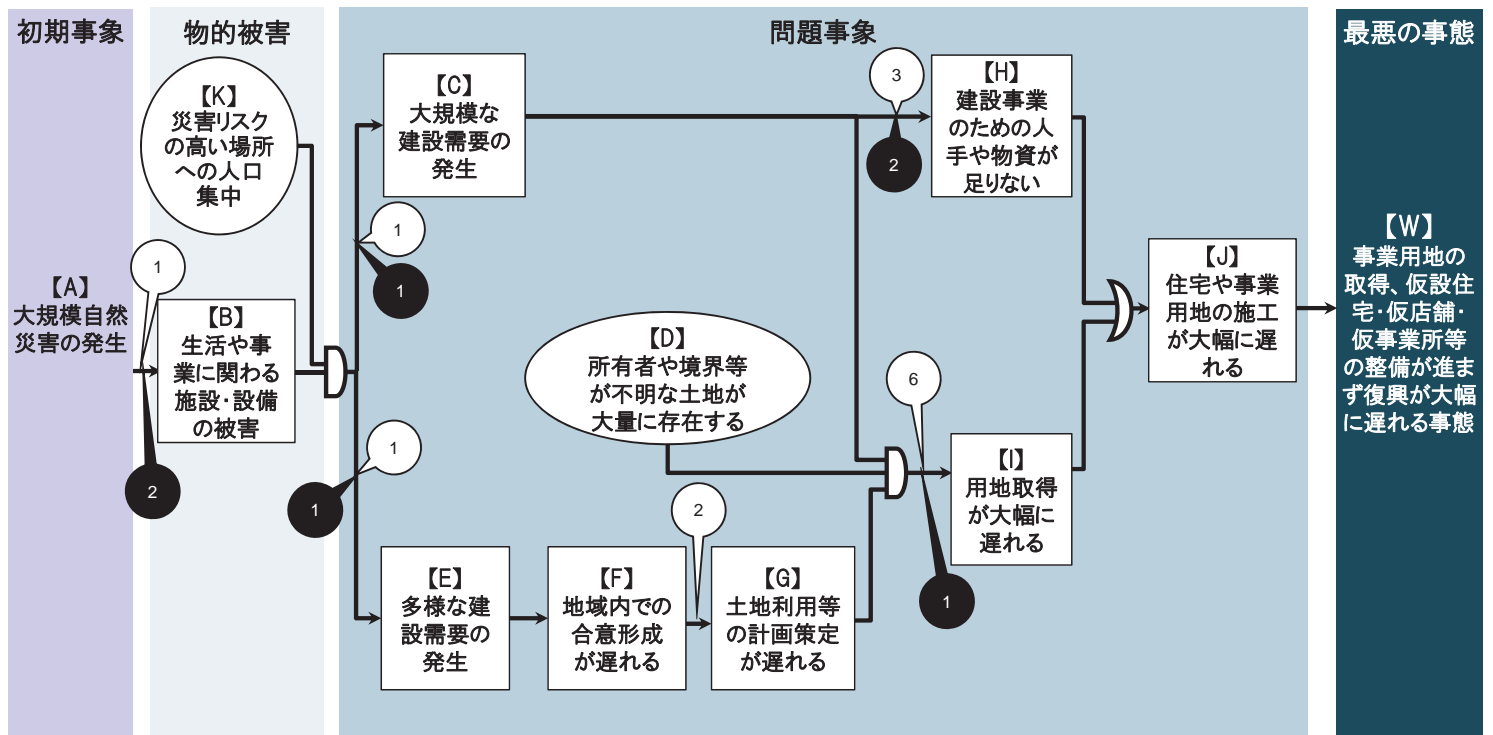 初期事象
物的被害
問題事象
最悪の事態
【K】
災害リスク
の高い場所
への人口
集中
【A】
大規模自然
災害の発生
1
2
【B】
生活や事
業に関わる
施設・設備
の被害
【C】
大規模な
建設需要の
発生
1
1
1
1
【D】
所有者や境界等
が不明な土地が
大量に存在する
【E】
多様な建
設需要の
発生
【F】
地域内での
合意形成
が遅れる
2
【G】
土地利用等
の計画策定
が遅れる
3
2
【H】
建設事業
のための人
手や物資が
足りない
6
1
【I】
用地取得
が大幅に
遅れる
【J】
住宅や事業
用地の施工
が大幅に遅
れる
【W】
事業用地の
取得、仮設住
宅・仮店舗・
仮事業所等
の整備が進ま
ず復興が大幅
に遅れる事態